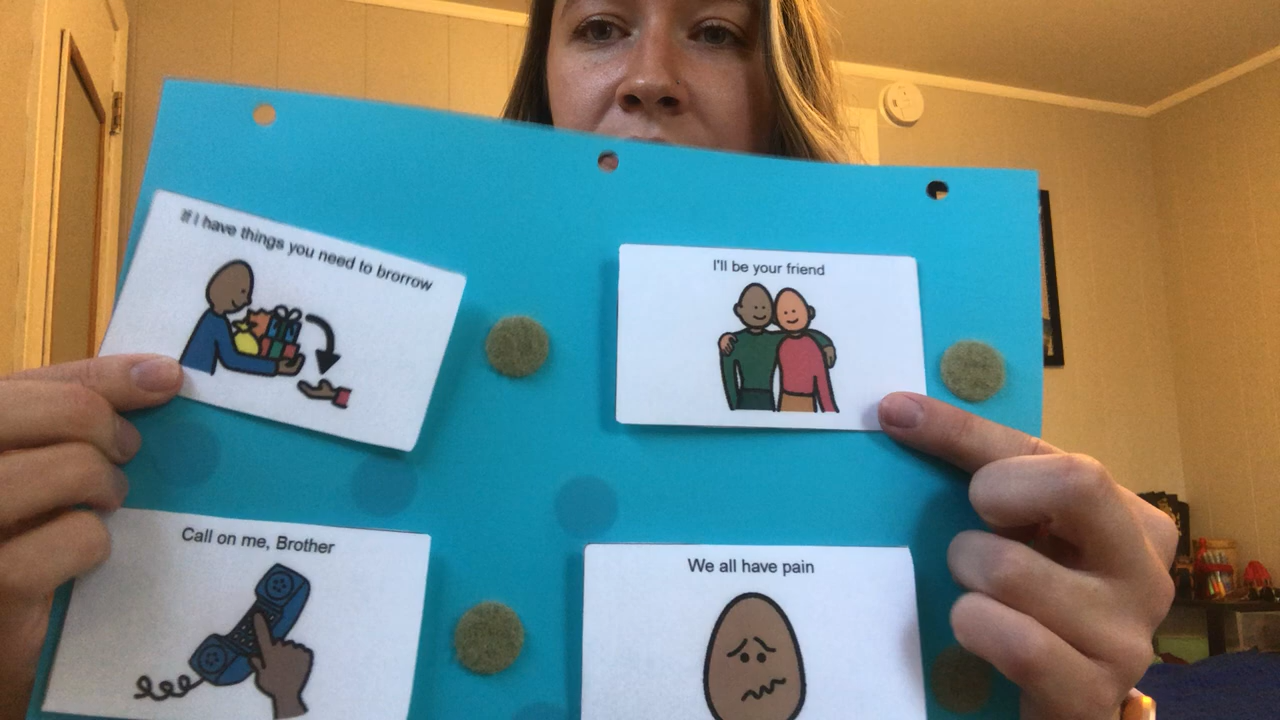 If I have things you need to brorrow
I'll be your friend
Call on me, Brother
We all have pain